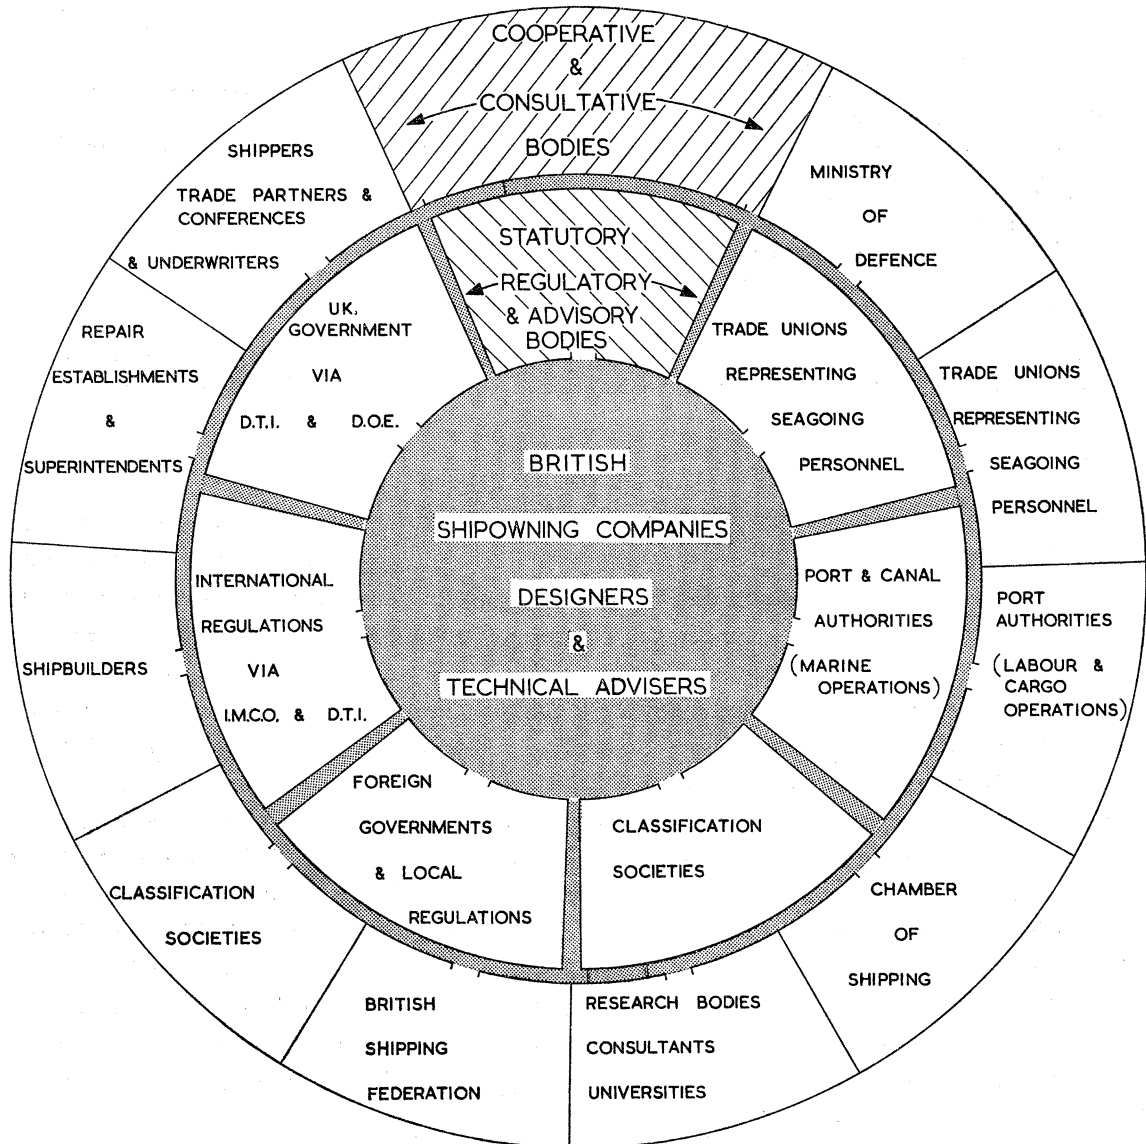 COOPERATIVE
&
CONSULTATIVE
BODIES
STATUTORY
REGULATORY
& ADVISORY
BODIES
MINISTRY
OF
DEFENCE
TRADE UNIONS
REPRESENTING
SEAGOING
PERSONNEL
PORT
AUTHORITIES
(LABOUR &
CARGO
OPERATIONS)
CHAMBER
OF
SHIPPING
RESEARCH BODIES
CONSULTANTS
UNIVERSITIES
BRITISH
SHIPPING
FEDERATION
CLASSIFICATION
SOCIETIES
SHIPBUILDERS
REPAIR
ESTABLISHMENTS
&
SUPERINTENDENTS
SHIPPERS
TRADE PARTNERS &
CONFERENCES
& UNDERWRITERS
TRADE UNIONS
REPRESENTING
SEAGOING
PERSONNEL
PORT & CANAL
AUTHORITIES
(MARINE
OPERATIONS)
CLASSIFICATION
SOCIETIES
FOREIGN
GOVERNMENTS
& LOCAL
REGULATIONS
INTERNATIONAL
REGULATIONS
VIA
I.M.C.O. & D.T.I.
UK.
GOVERNMENT
VIA
D.T.I. & D.O.E.
BRITISH
SHIPOWNING COMPANIES
DESIGNERS
&
TECHNICAL ADVISERS